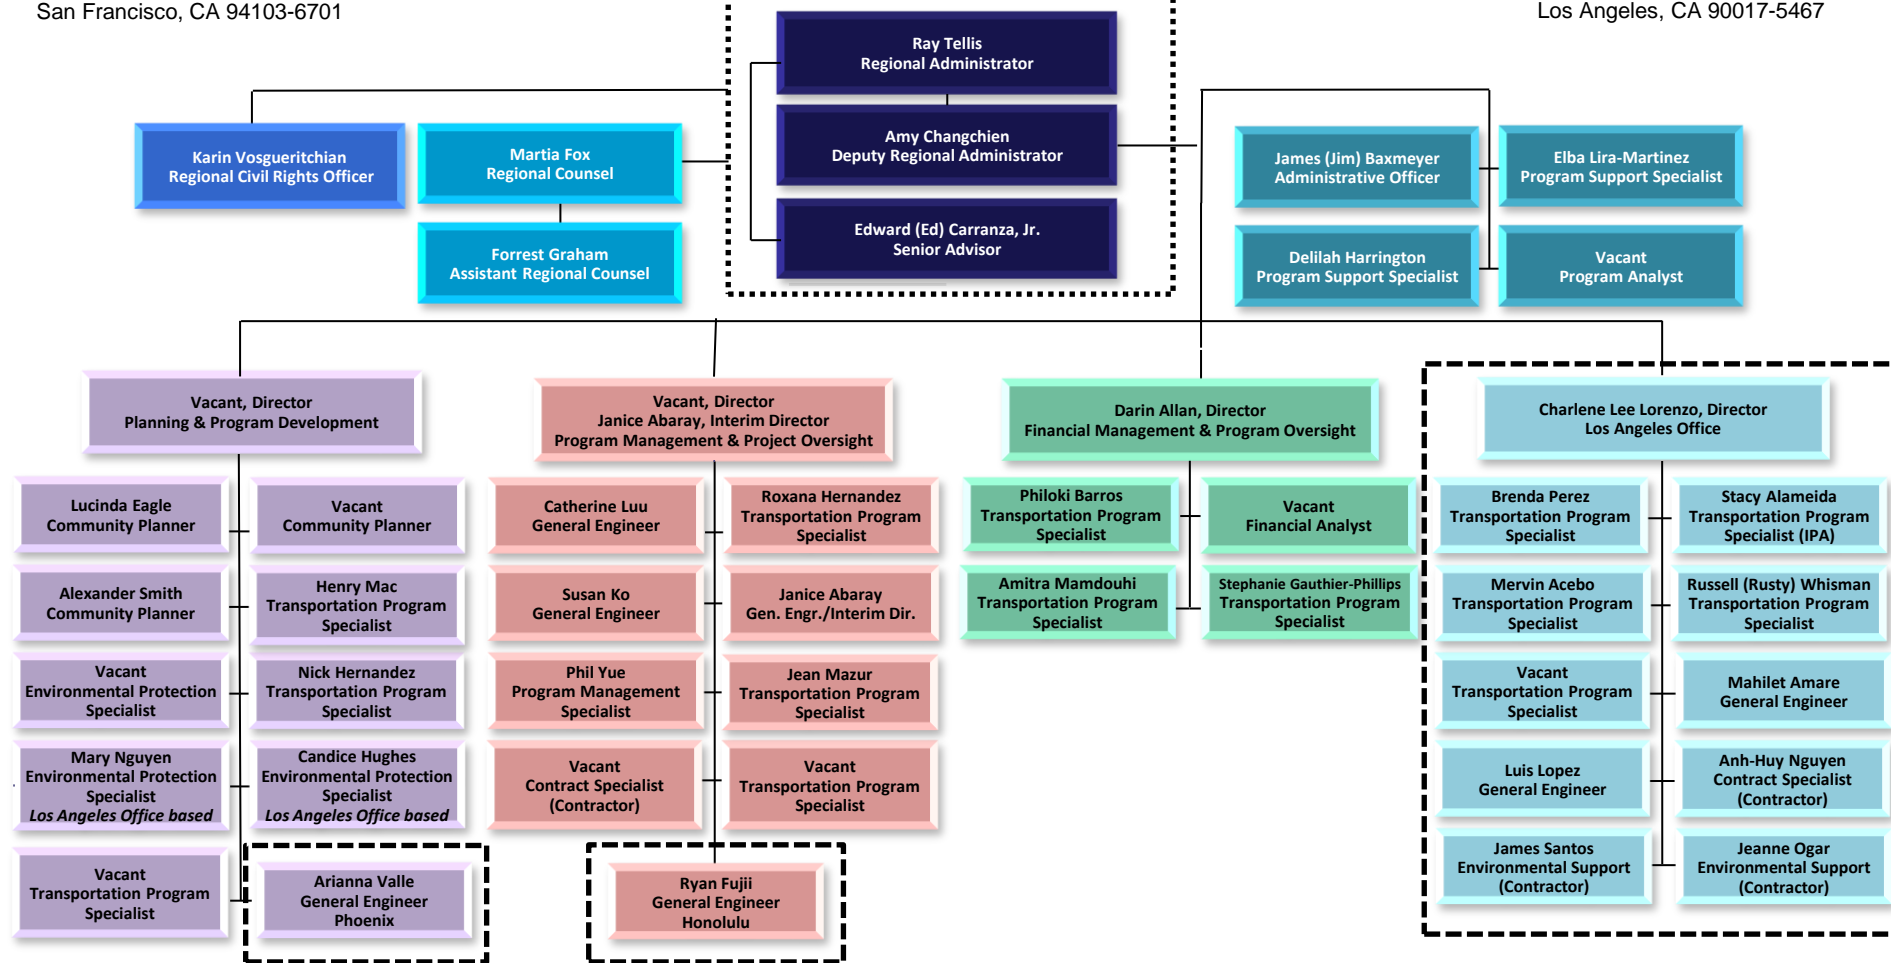 San Francisco, CA 94103-6701
Los Angeles, CA 90017-5467
Ray Tellis
Regional Administrator
Amy Changchien
Deputy Regional Administrator
Edward (Ed) Carranza, Jr.
Senior Advisor
Karin Vosgueritchian
Regional Civil Rights Officer
Martia Fox
Regional Counsel
Forrest Graham
Assistant Regional Counsel
James (Jim) Baxmeyer
Administrative Officer
Elba Lira-Martinez
Program Support Specialist
Delilah Harrington
Program Support Specialist
Vacant
Program Analyst
Vacant, Director
Planning & Program Development
Lucinda Eagle
Community Planner
Vacant
Community Planner
Alexander Smith
Community Planner
Henry Mac
Transportation Program
Specialist
Vacant
Environmental Protection
Specialist
Nick Hernandez
Transportation Program
Specialist
Mary Nguyen
Environmental Protection
Specialist
Los Angeles Office based
Candice Hughes
Environmental Protection
Specialist
Los Angeles Office based
Vacant
Transportation Program
Specialist
Arianna Valle
General Engineer
Phoenix
Vacant, Director
Janice Abaray, Interim Director
Program Management & Project Oversight
Catherine Luu
General Engineer
Roxana Hernandez
Transportation Program
Specialist
Susan Ko
General Engineer
Janice Abaray
Gen. Engr./Interim Dir.
Phil Yue
Program Management
Specialist
Jean Mazur
Transportation Program
Specialist
Vacant
Contract Specialist
(Contractor)
Vacant
Transportation Program
Specialist
Ryan Fujii
General Engineer
Honolulu
Darin Allan, Director
Financial Management & Program Oversight
Philoki Barros
Transportation Program
Specialist
Vacant
Financial Analyst
Amitra Mamdouhi
Transportation Program
Specialist
Stephanie Gauthier-Phillips
Transportation Program
Specialist
Charlene Lee Lorenzo, Director
Los Angeles Office
Brenda Perez
Transportation Program
Specialist
Stacy Alameida
Transportation Program
Specialist (IPA)
Mervin Acebo
Transportation Program
Specialist
Russell (Rusty) Whisman
Transportation Program
Specialist
Vacant
Transportation Program
Specialist
Mahilet Amare
General Engineer
Luis Lopez
General Engineer
Anh-Huy Nguyen
Contract Specialist
(Contractor)
James Santos
Environmental Support
(Contractor)
Jeanne Ogar
Environmental Support
(Contractor)